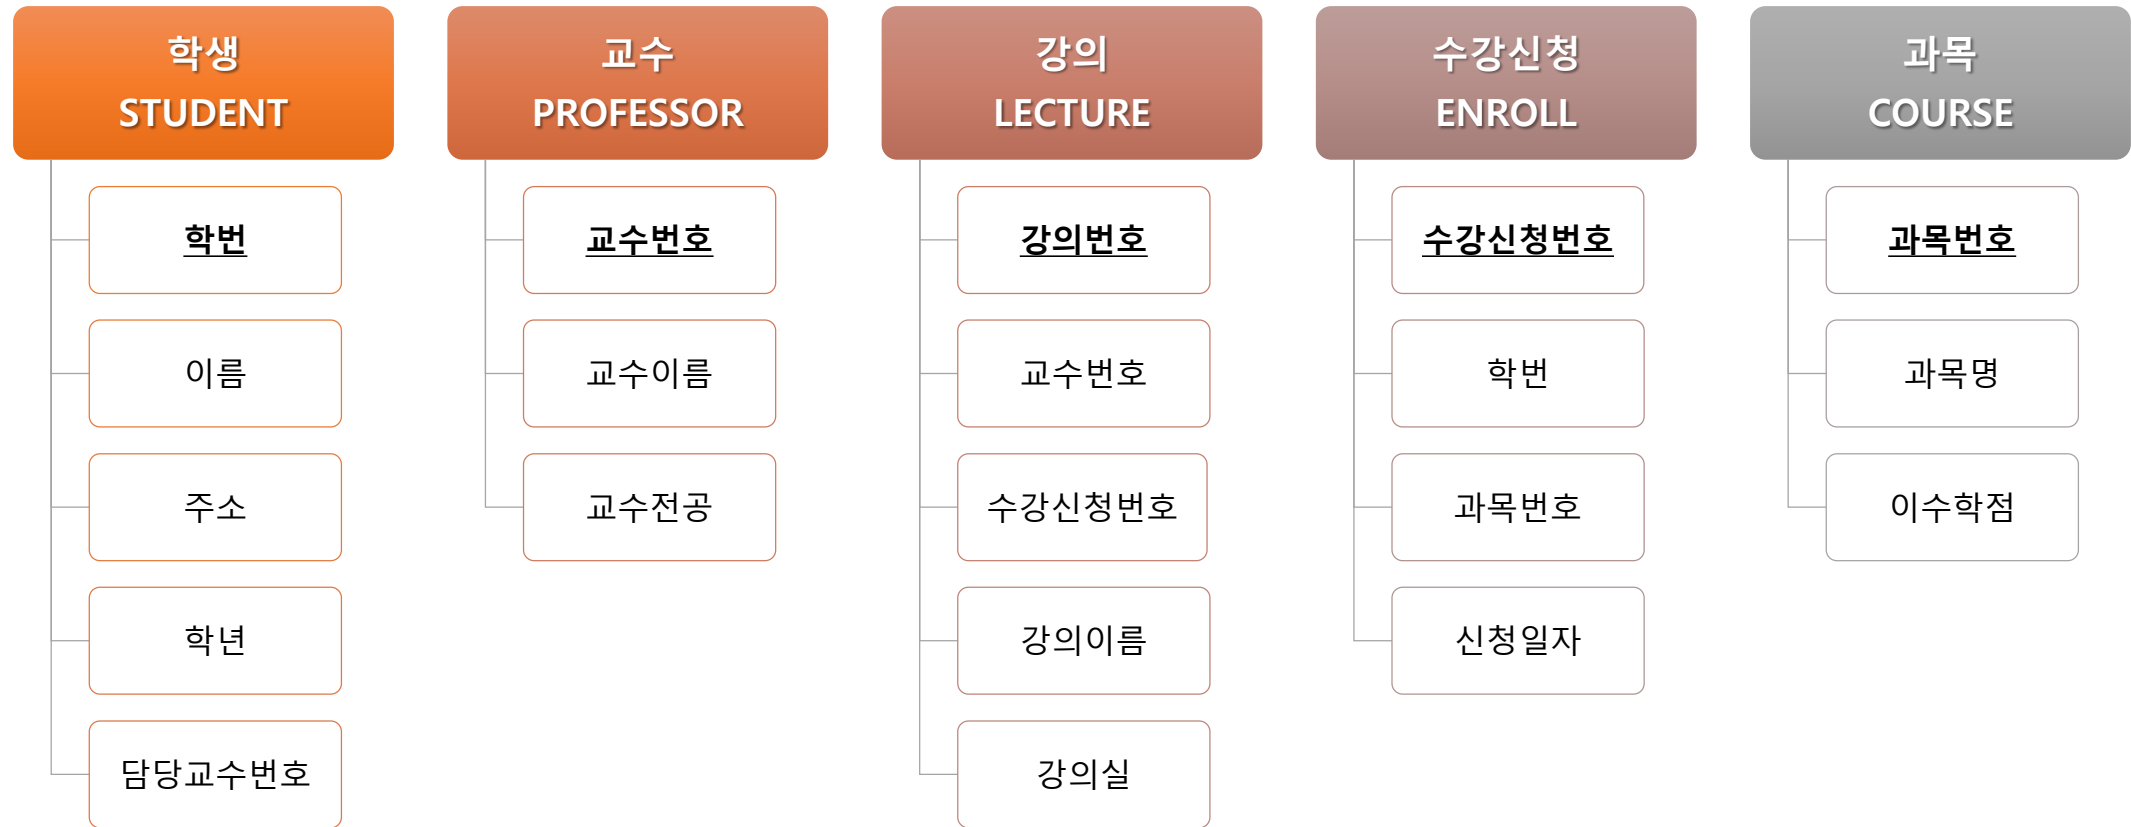 학생
STUDENT
학번
이름
주소
학년
담당교수번호
교수
PROFESSOR
교수번호
교수이름
교수전공
강의
LECTURE
강의번호
교수번호
수강신청번호
강의이름
강의실
수강신청
ENROLL
수강신청번호
학번
과목번호
신청일자
과목
COURSE
과목번호
과목명
이수학점